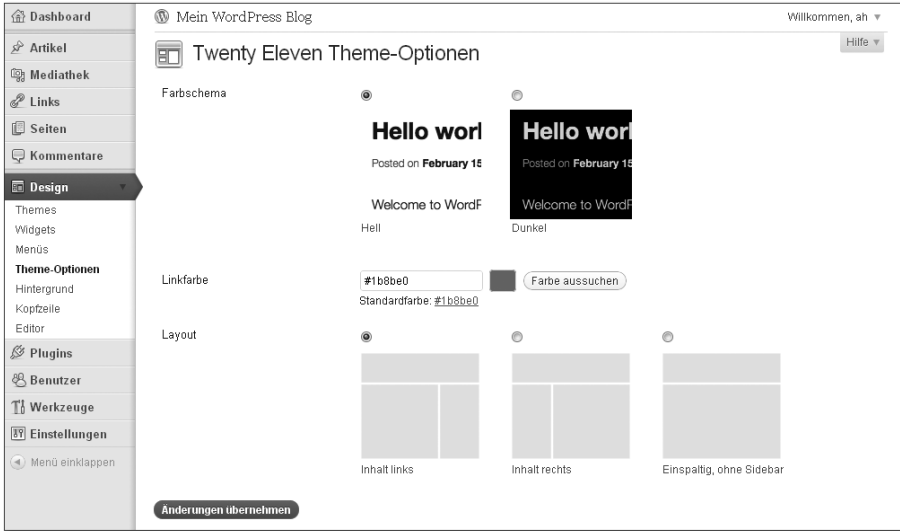 Dashboard
Artikel
Mediathek
Links
Seiten
Kommentare
Design
Themes
Widgets
Menüs
Theme-Optionen
Hintergrund
Kopfzeile
Editor
Plugins
Benutzer
Werkzeuge
Einstellungen
Menü einklappen
Mein WordPress Blog
Willkommen, ah
Hilfe
Twenty Eleven Theme-Optionen
Farbschema
Hello worl
Posted on February 15
Welcome to WordP
Hell
Hello worl
Posted on February 15
Welcome to WordP
Dunkel
Linkfarbe
#1b8be0
Farbe aussuchen
Standardfarbe: #1b8be0
Layout
Inhalt links
Inhalt rechts
Einspaltig, ohne Sidebar
Änderungen übernehmen